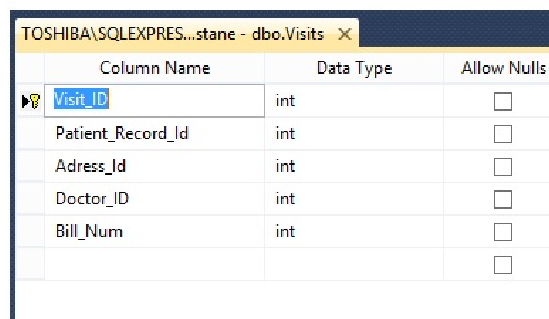 TOSHIBA\SQLEXPRES...stane - dbo.Visits
Column Name Data Type Allow Nulls
Visit_ID int
Patient_Record_Id int
Adress_Id int
Doctor_ID int
Bill_Num int